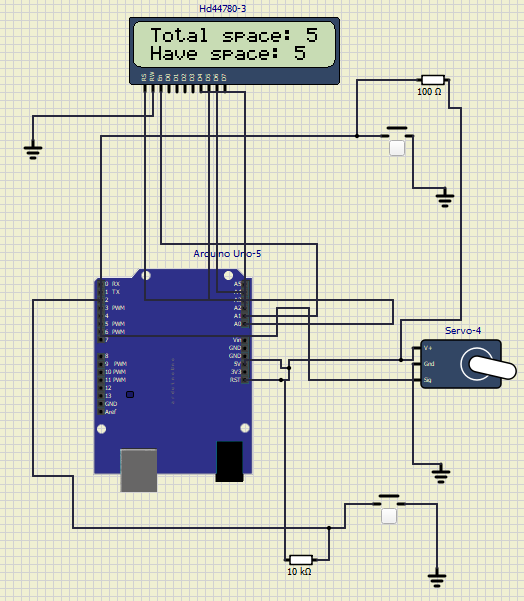 Hd44780-3
Total space: 5
Have space: 5
RS RW En D0 D1 D2 D3 D4 D5 D6 D7
100 Ω
Arduino Uno-5
0 RX
1 TX
2
3 PWM
4
5 PWM
6 PWM
7
8
9 PWM
10 PWM
11 PWM
12
13
GND
Aref
A5
A2
A1
A0
Vin
GND
GND
5V
3V3
RST
Servo-4
V+
Gnd
Sig
10 kΩ